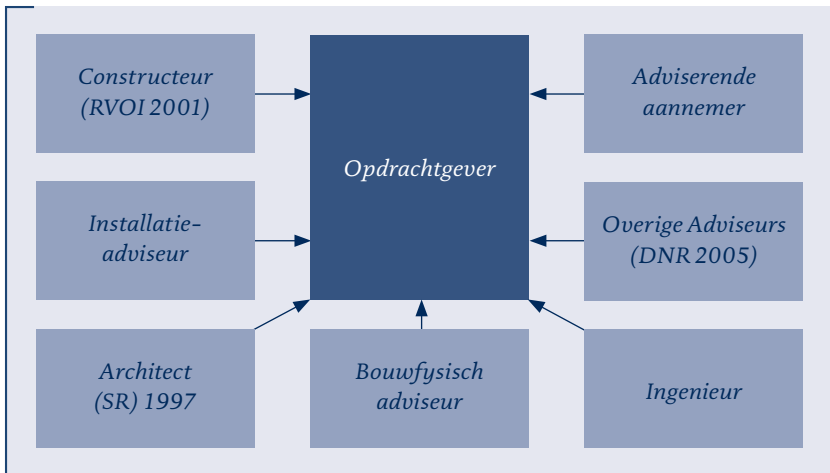 Constructeur
(RVOI 2001)
Opdrachtgever
Adviserende
aannemer
Installatie-
adviseur
Overige Adviseurs
(DNR 2005)
Architect
(SR) 1997
Bouwfysisch
adviseur
Ingenieur